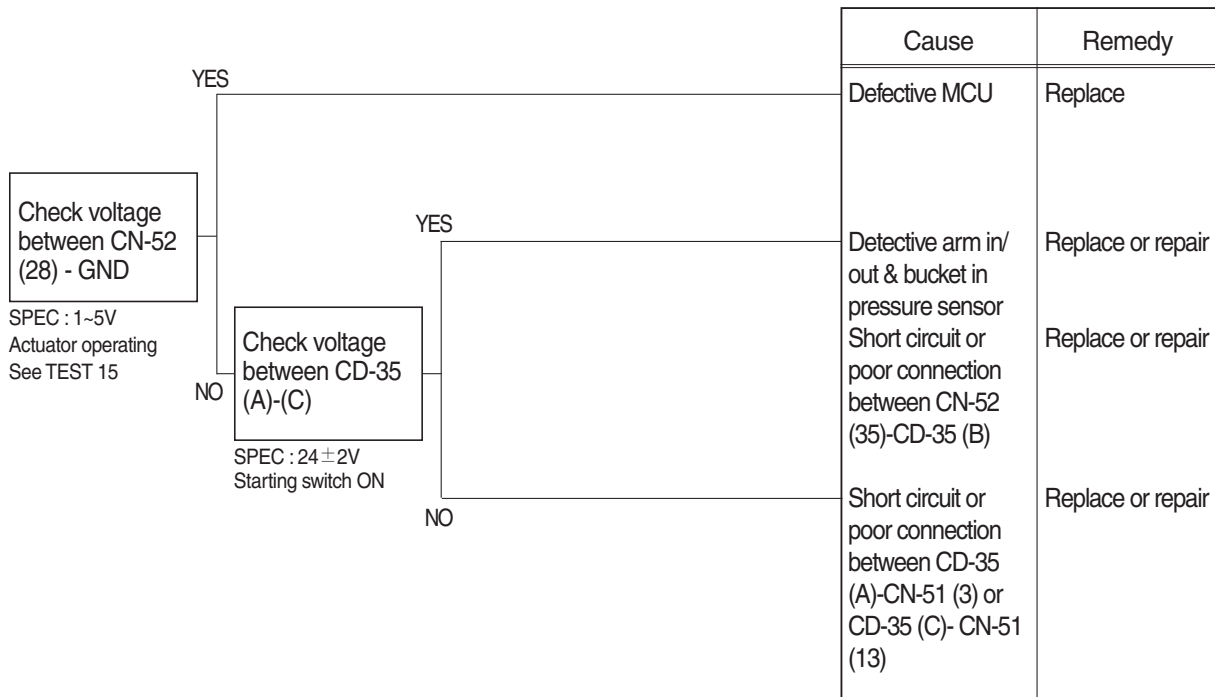 Cause
Remedy
YES
Defective MCU
Replace
Check voltage
between CN-52
(28) - GND
SPEC : 1~5V
Actuator operating
See TEST 15
YES
Detective arm in/
out & bucket in
pressure sensor
Replace or repair
NO
Check voltage
between CD-35
(A)-(C)
SPEC : 24±2V
Starting switch ON
Short circuit or
poor connection
between CN-52
(35)-CD-35 (B)
Replace or repair
NO
Short circuit or
poor connection
between CD-35
(A)-CN-51 (3) or
CD-35 (C)- CN-51
(13)
Replace or repair